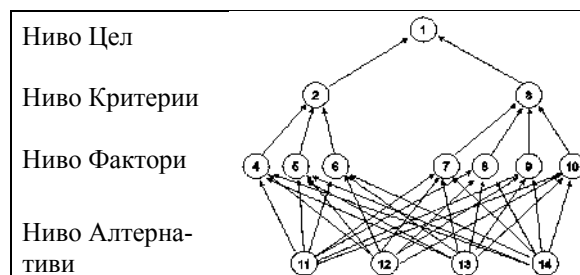 Ниво Цел
1
Ниво Критерии
2 3
Ниво Фактори
4 5 6 7 8 9 10
Ниво Алтерна-
тиви
11 12 13 14